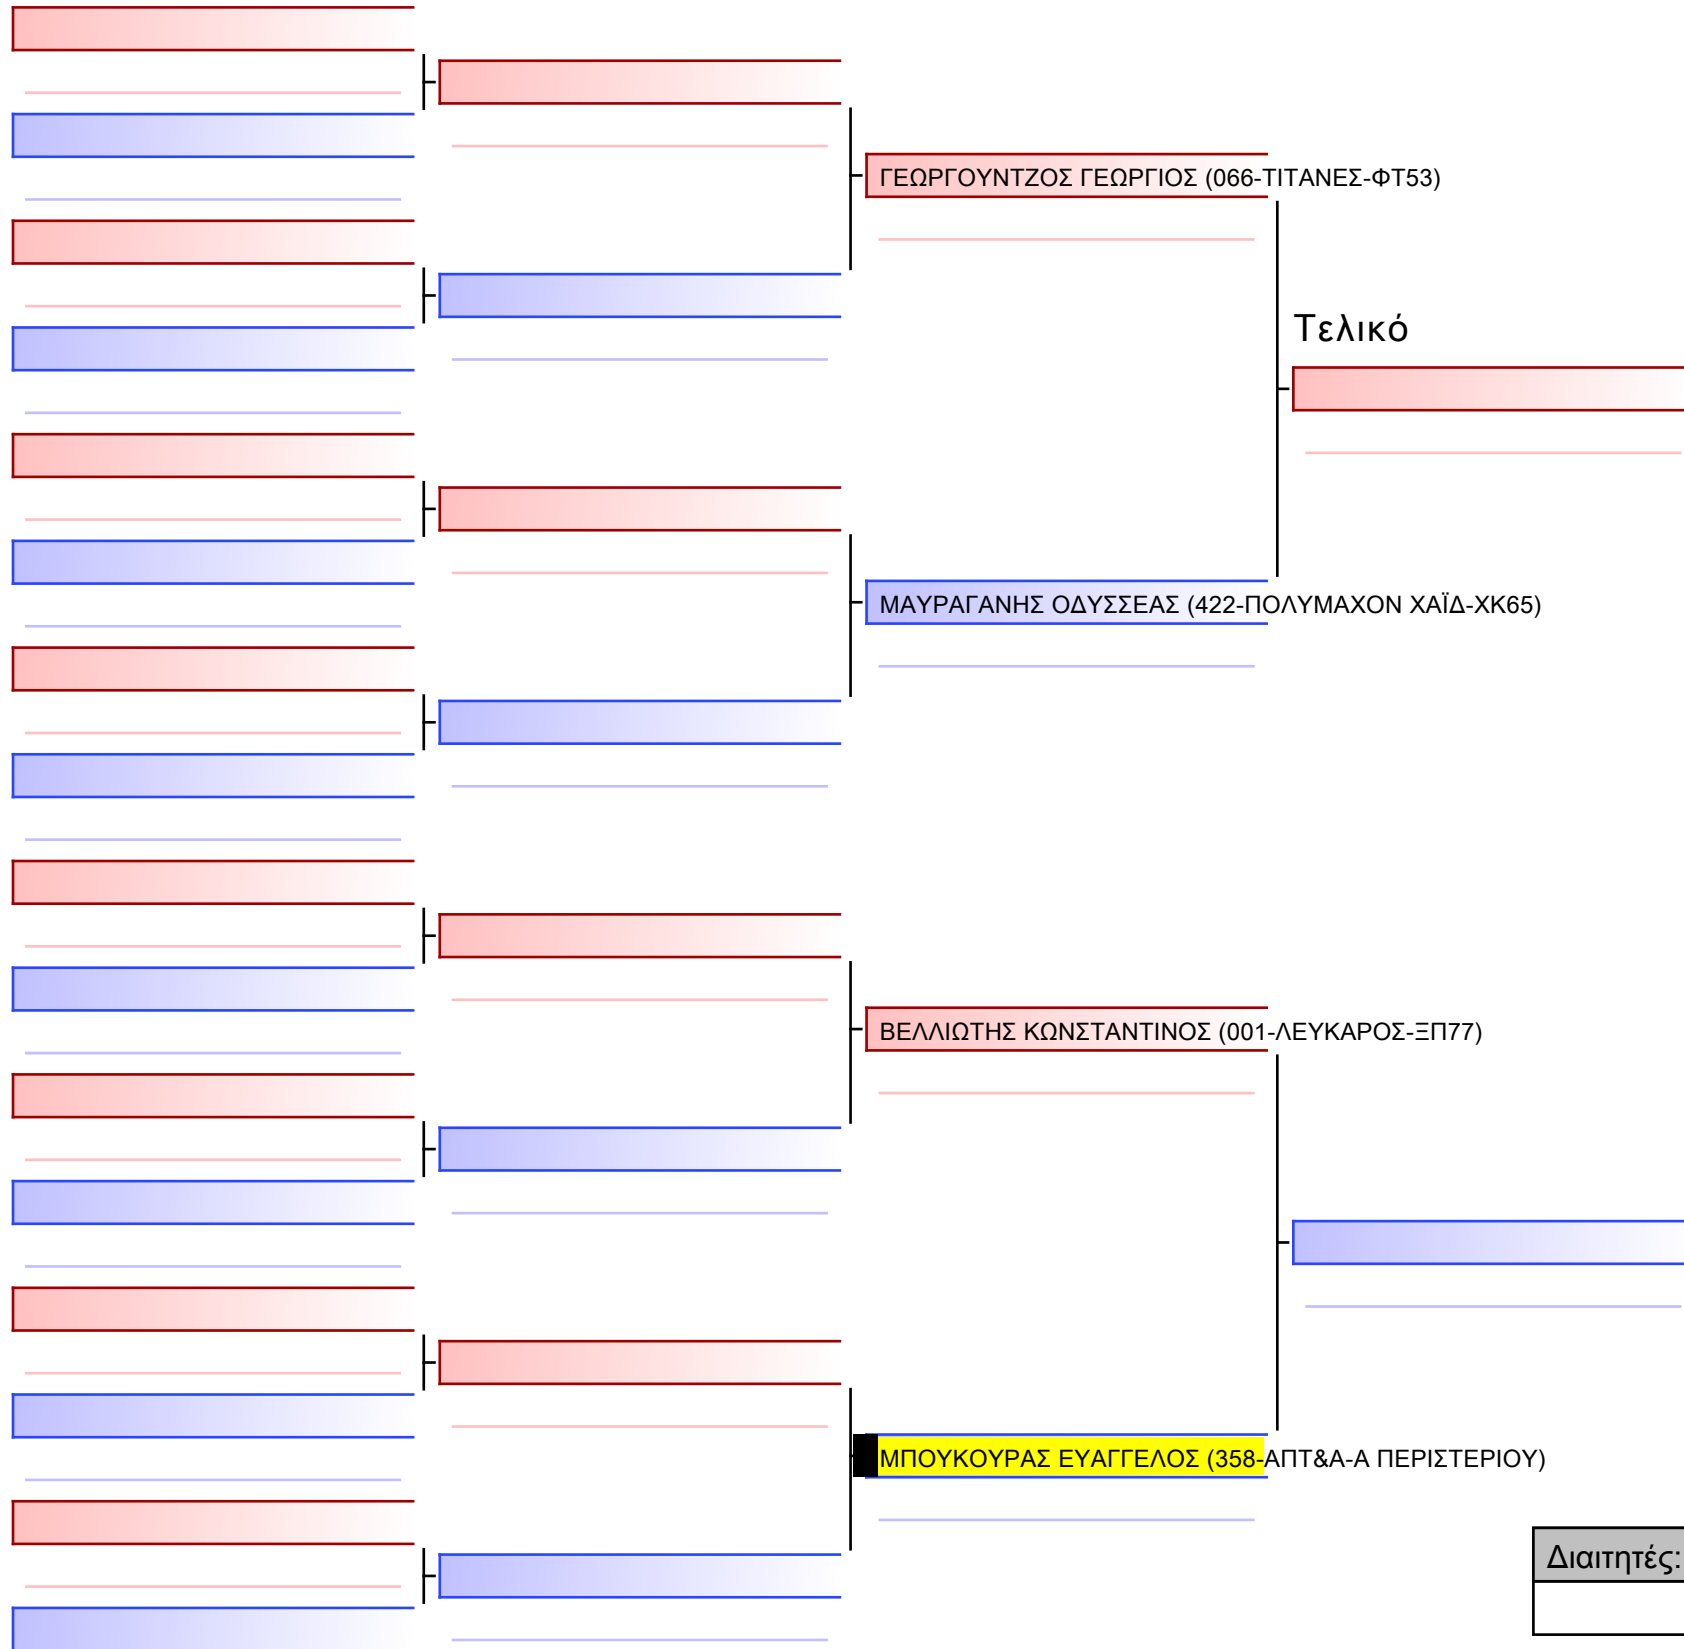 ΓΕΩΡΓΟΥΝΤΖΟΣ ΓΕΩΡΓΙΟΣ (066-ΤΙΤΑΝΕΣ-ΦΤ53)
Τελικό
ΜΑΥΡΑΓΑΝΗΣ ΟΔΥΣΣΕΑΣ (422-ΠΟΛΥΜΑΧΟΝ ΧΑΪΔ-ΧΚ65)
ΒΕΛΛΙΩΤΗΣ ΚΩΝΣΤΑΝΤΙΝΟΣ (001-ΛΕΥΚΑΡΟΣ-ΞΠ77)
ΜΠΟΥΚΟΥΡΑΣ ΕΥΑΓΓΕΛΟΣ (358-ΑΠΤ&Α-Α ΠΕΡΙΣΤΕΡΙΟΥ)
Διαιτητές: